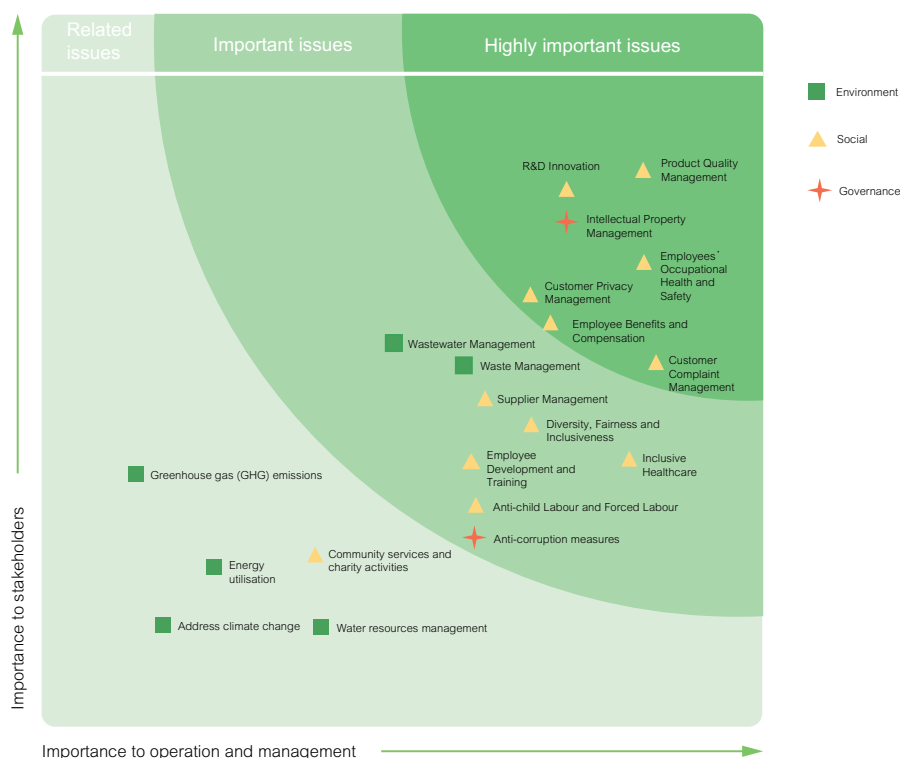 Related
issues
Important issues
Highly important issues
Environment
Social
Governance
R&D Innovation
Product Quality
Management
Intellectual Property
Management
Employees’
Occupational
Health and
Safety
Customer Privacy
Management
Employee Benefits and
Compensation
Wastewater Management
Waste Management
Customer
Complaint
Management
Supplier Management
Diversity, Fairness and
Inclusiveness
Employee
Development and
Training
Inclusive
Healthcare
Greenhouse gas (GHG) emissions
Anti-child Labour and Forced Labour
Anti-corruption measures
Community services and
charity activities
Energy
utilisation
Address climate change
Water resources management
Importance to stakeholders
Importance to operation and management